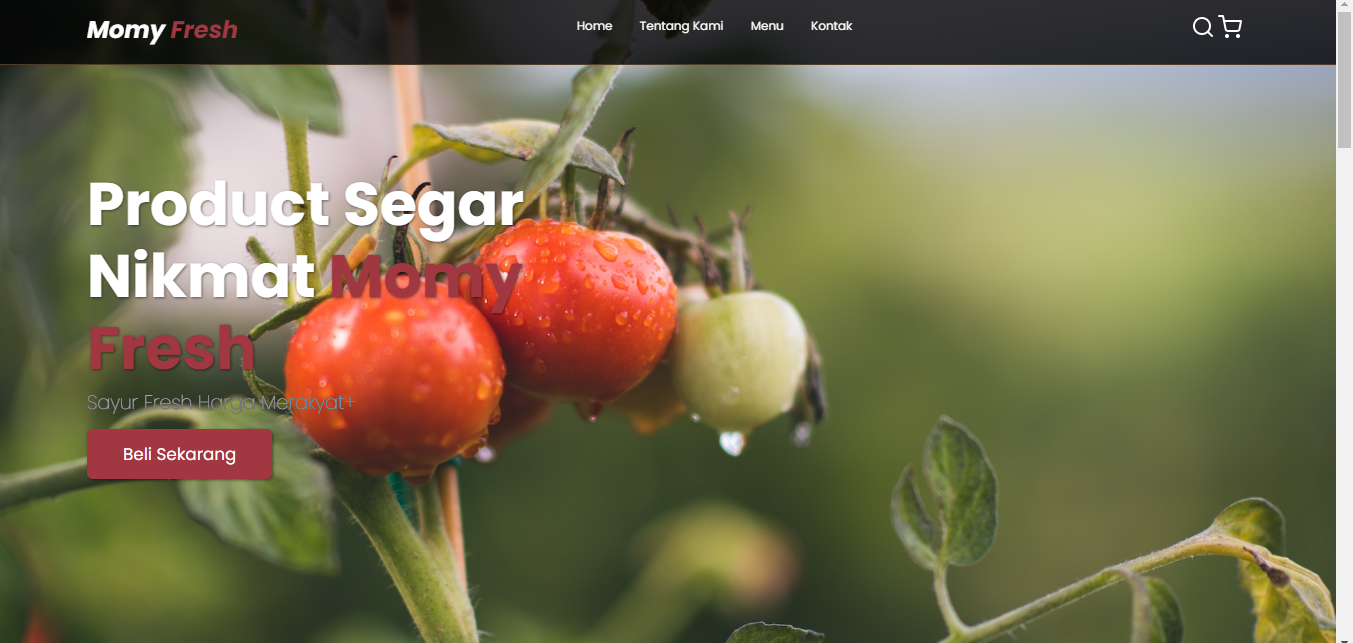 Momy Fresh
Home Tentang Kami Menu Kontak
Product Segar
Nikmat Momy
Fresh
Sayur Fresh Harga Merakyat+
Beli Sekarang